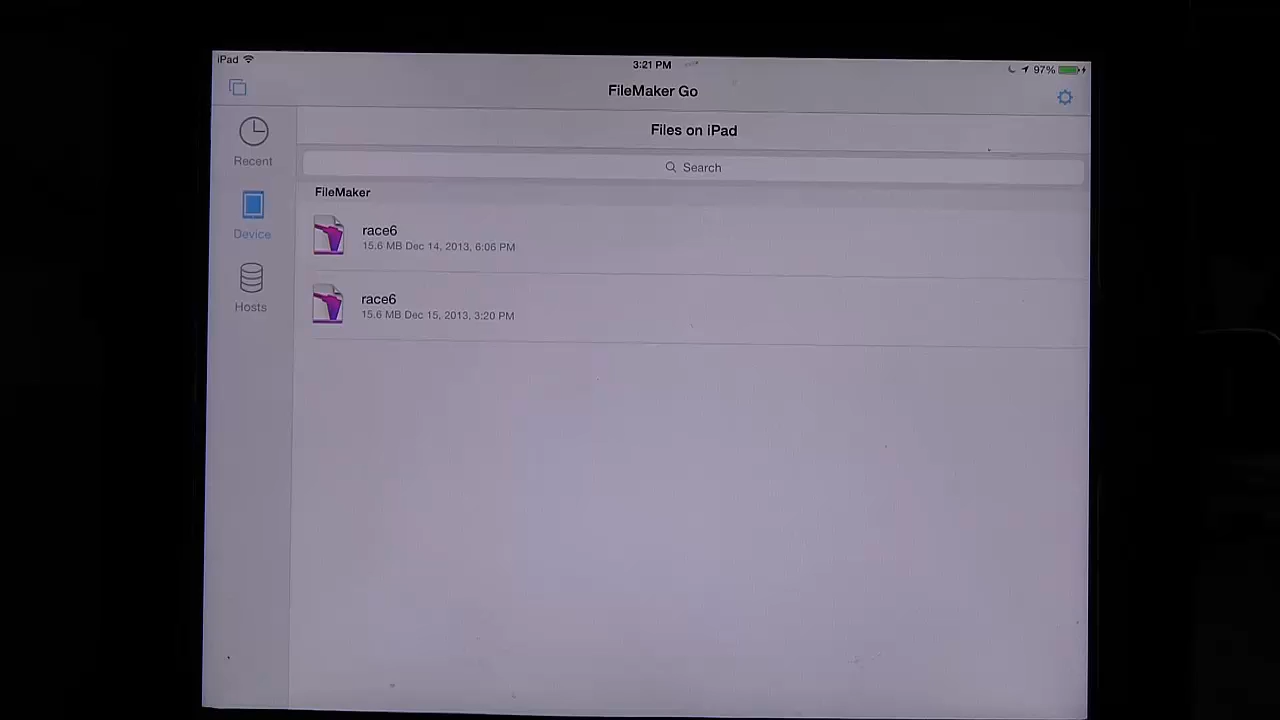 iPad
3:21 PM
97%
FileMaker Go
Files on iPad
Recent
Search
FileMaker
race6
15.6 MB Dec 14, 2013, 6:06 PM
Device
race6
15.6 MB Dec 15, 2013, 3:20 PM
Hosts